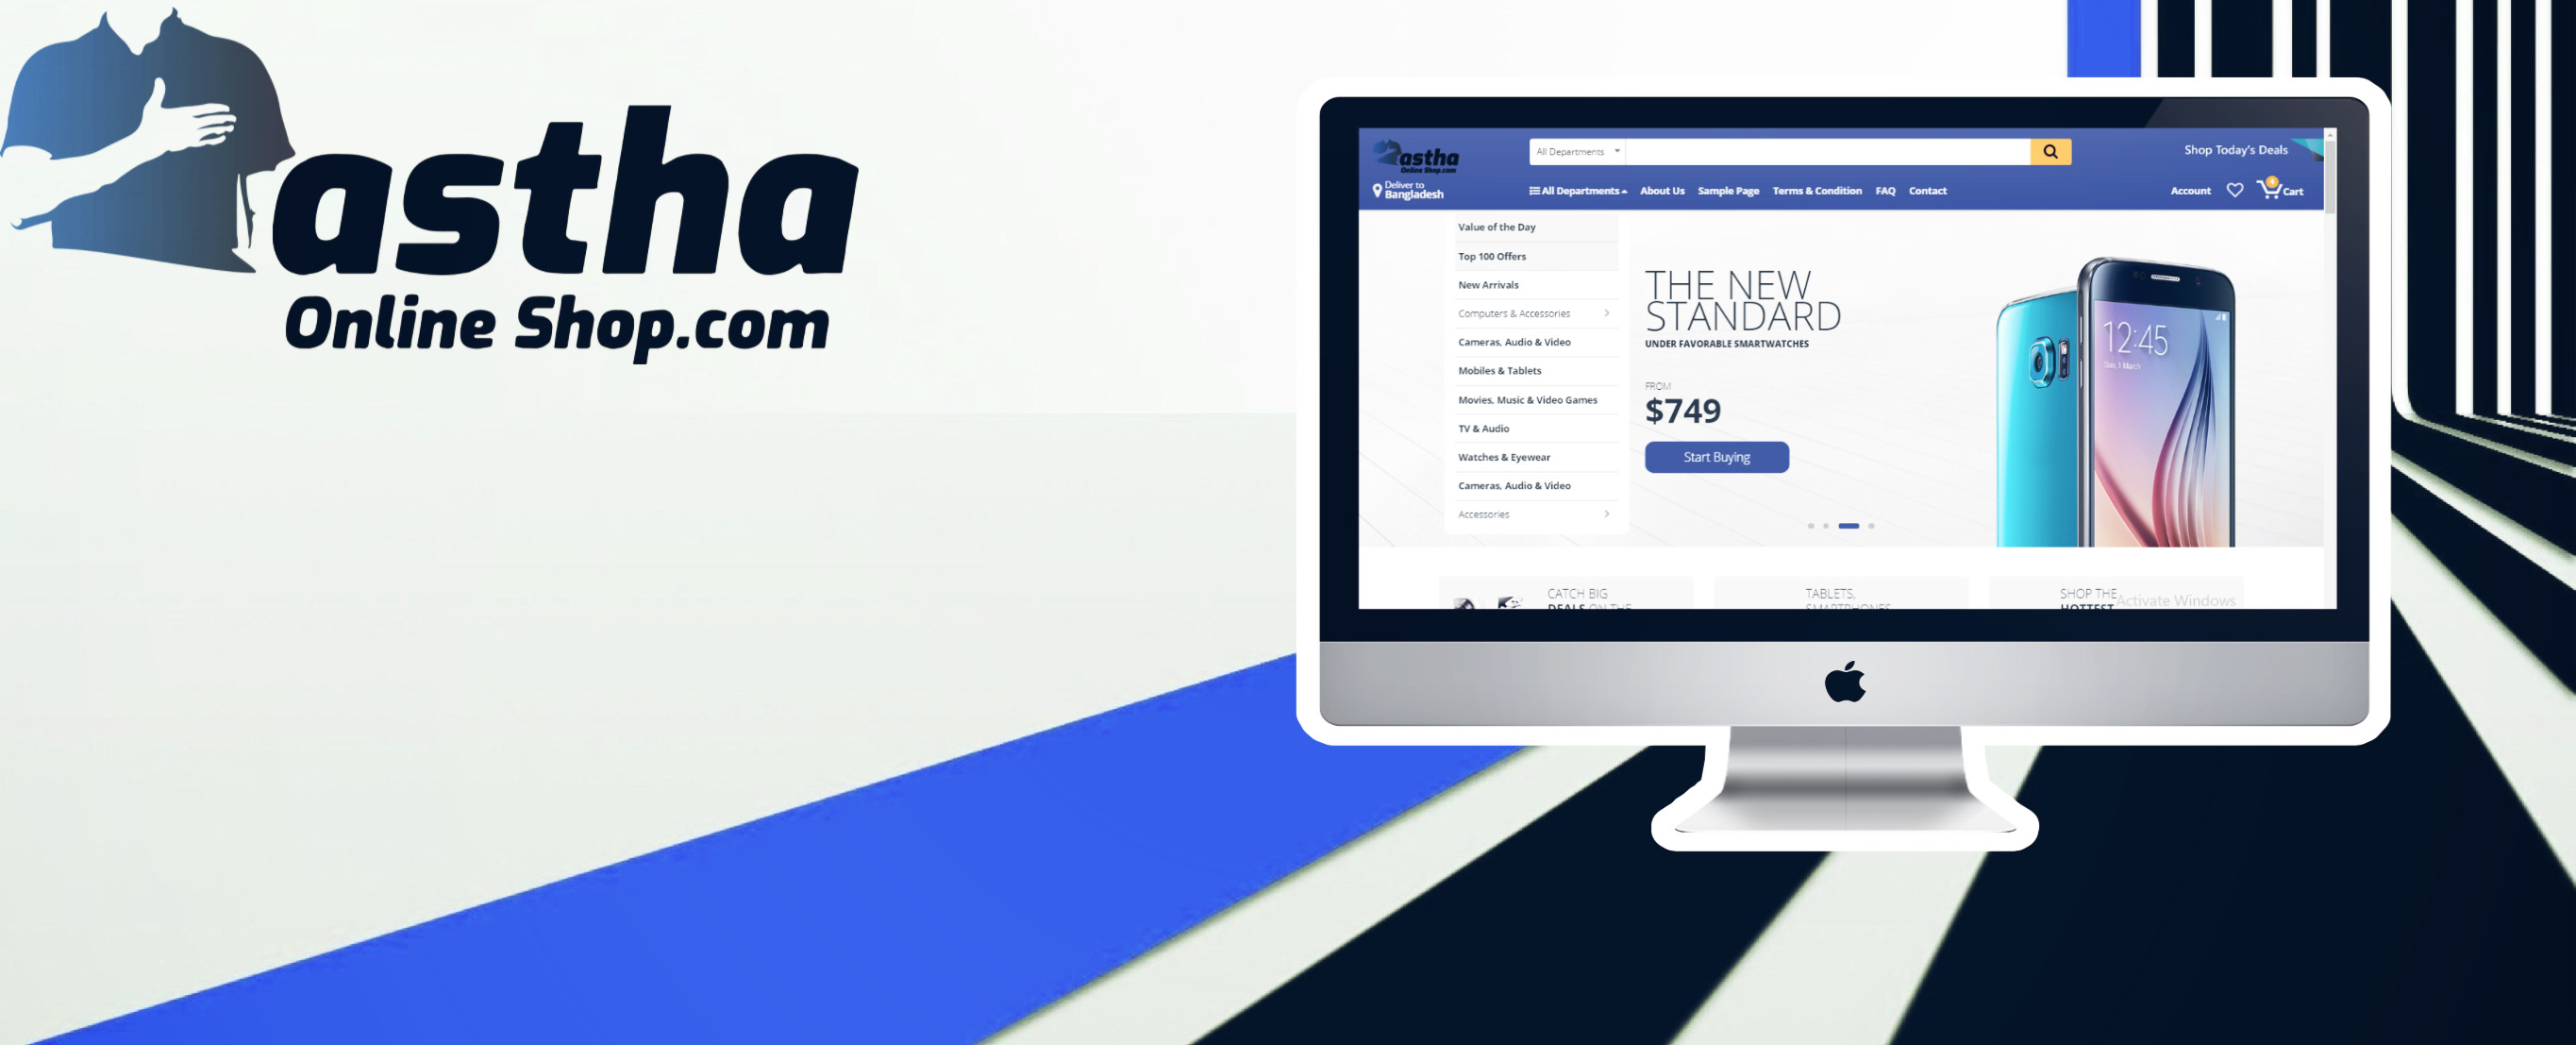 astha
Online Shop.com
astha
Online Shop.com
All Departments
Shop Today's Deals
Deliver to
Bangladesh
All Departments
About Us
Sample Page
Terms & Condition
FAQ
Contact
Account
4
Cart
Value of the Day
Top 100 Offers
New Arrivals
Computers & Accessories
Cameras, Audio & Video
Mobiles & Tablets
Movies, Music & Video Games
TV & Audio
Watches & Eyewear
Cameras, Audio & Video
Accessories
THE NEW
STANDARD
UNDER FAVORABLE SMARTWATCHES
FROM
$749
Start Buying
12:45
Sun, 1 March
CATCH BIG
DEALS ON THE
TABLETS,
SMARTPHONES
SHOP THE
HOTTEST
Activate Windows